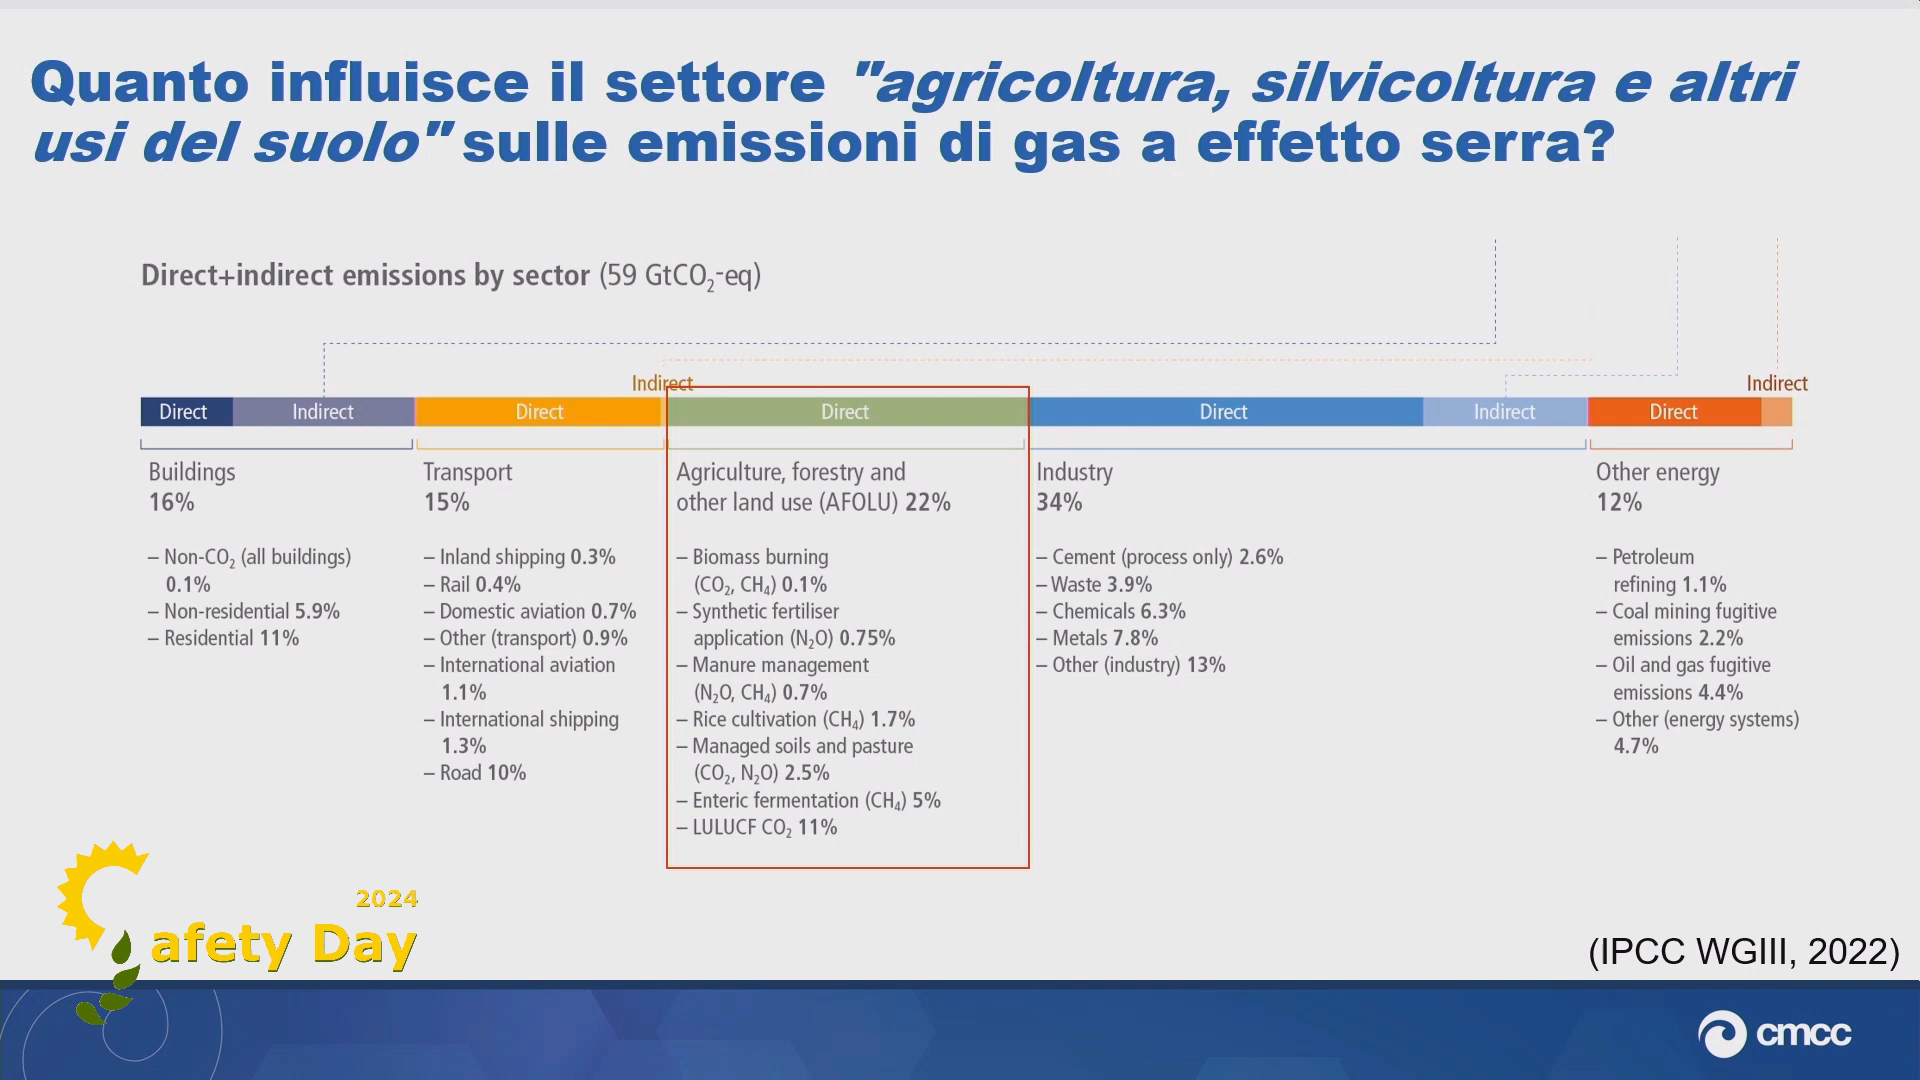 Quanto influisce il settore "agricoltura, silvicoltura e altri
usi del suolo" sulle emissioni di gas a effetto serra?
Direct+indirect emissions by sector (59 GtCO₂-eq)
Indirect
Indirect
Direct
Indirect
Direct
Direct
Direct
Indirect
Direct
Buildings
16%
– Non-CO₂ (all buildings)
0.1%
– Non-residential 5.9%
– Residential 11%
Transport
15%
– Inland shipping 0.3%
– Rail 0.4%
– Domestic aviation 0.7%
– Other (transport) 0.9%
– International aviation
1.1%
– International shipping
1.3%
– Road 10%
Agriculture, forestry and
other land use (AFOLU) 22%
– Biomass burning
(CO₂, CH₄) 0.1%
– Synthetic fertiliser
application (N₂O) 0.75%
– Manure management
(N₂O, CH₄) 0.7%
– Rice cultivation (CH₄) 1.7%
– Managed soils and pasture
(CO₂, N₂O) 2.5%
– Enteric fermentation (CH₄) 5%
– LULUCF CO₂ 11%
Industry
34%
– Cement (process only) 2.6%
– Waste 3.9%
– Chemicals 6.3%
– Metals 7.8%
– Other (industry) 13%
Other energy
12%
– Petroleum
refining 1.1%
– Coal mining fugitive
emissions 2.2%
– Oil and gas fugitive
emissions 4.4%
– Other (energy systems)
4.7%
2024
afety Day
(IPCC WGIII, 2022)
cmcc